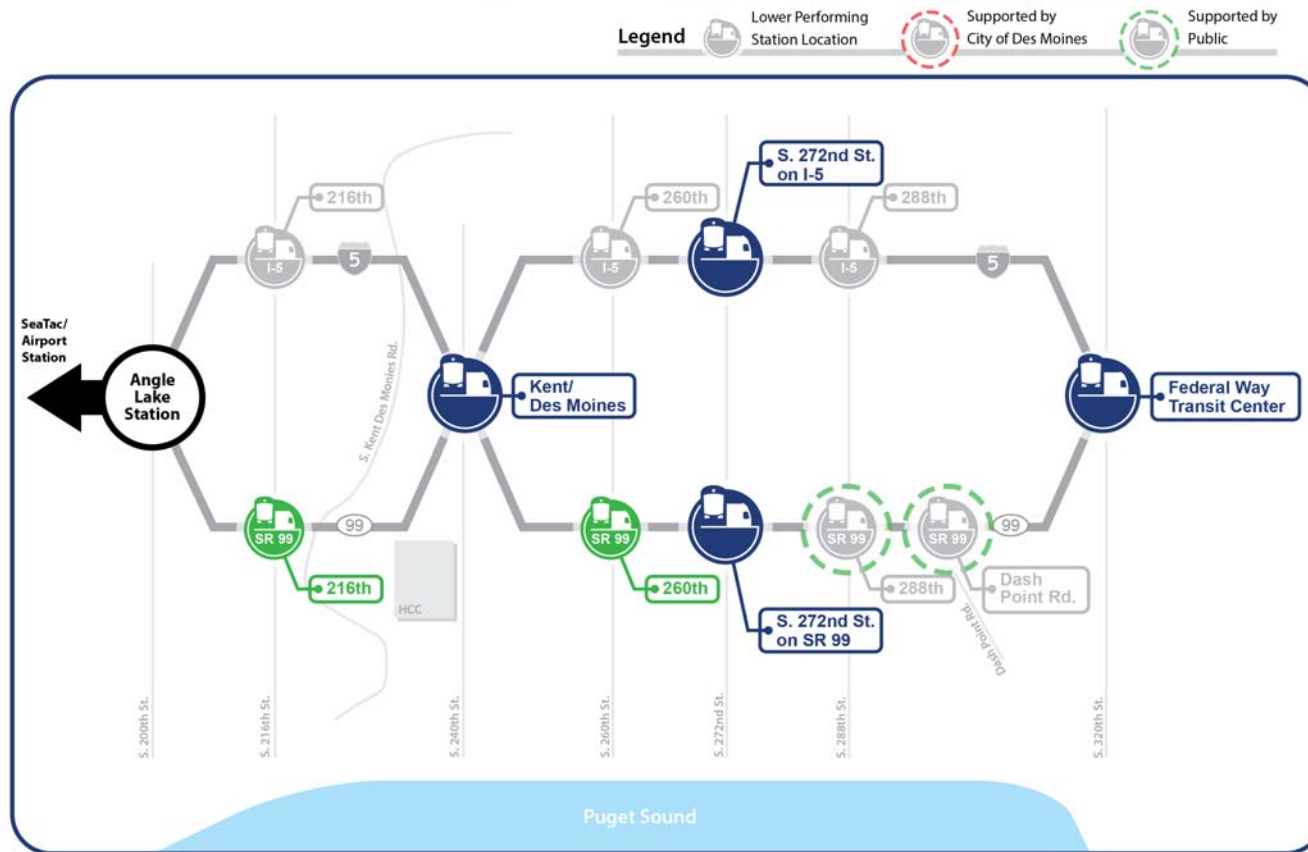 Legend
Lower Performing
Station Location
Supported by
City of Des Moines
Supported by
Public
S. 272nd St.
on I-5
216th
260th
288th
I-5
5
I-5
I-5
5
SeaTac/
Airport
Station
Angle
Lake
Station
S. Kent Des Monies Rd.
Kent/
Des Moines
Federal Way
Transit Center
SR 99
99
SR 99
SR 99
SR 99
99
216th
HCC
260th
288th
Dash
Point Rd.
S. 272nd St.
on SR 99
Dash Point Rd.
S. 200th St.
S. 216th St.
S. 240th St.
S. 260th St.
S. 272nd St.
S. 288th St.
S. 320th St.
Puget Sound